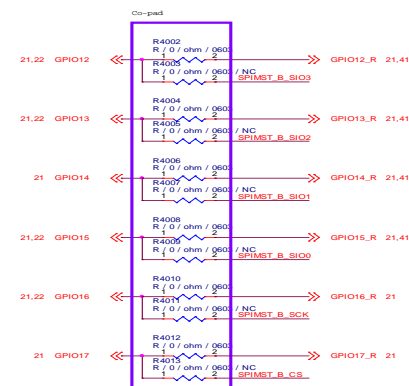 Co-pad
R4002
R / 0 / ohm / 0603
21,22 GPIO12 1 2 GPIO12_R 21,41
R4003
R / 0 / ohm / 0603 / NC
1 2 SPIMST_B_SIO3
R4004
R / 0 / ohm / 0603
21,22 GPIO13 1 2 GPIO13_R 21,41
R4005
R / 0 / ohm / 0603 / NC
1 2 SPIMST_B_SIO2
R4006
R / 0 / ohm / 0603
21 GPIO14 1 2 GPIO14_R 21,41
R4007
R / 0 / ohm / 0603 / NC
1 2 SPIMST_B_SIO1
R4008
R / 0 / ohm / 0603
21,22 GPIO15 1 2 GPIO15_R 21,41
R4009
R / 0 / ohm / 0603 / NC
1 2 SPIMST_B_SIO0
R4010
R / 0 / ohm / 0603
21,22 GPIO16 1 2 GPIO16_R 21
R4011
R / 0 / ohm / 0603 / NC
1 2 SPIMST_B_SCK
R4012
R / 0 / ohm / 0603
21 GPIO17 1 2 GPIO17_R 21
R4013
R / 0 / ohm / 0603 / NC
1 2 SPIMST_B_CS